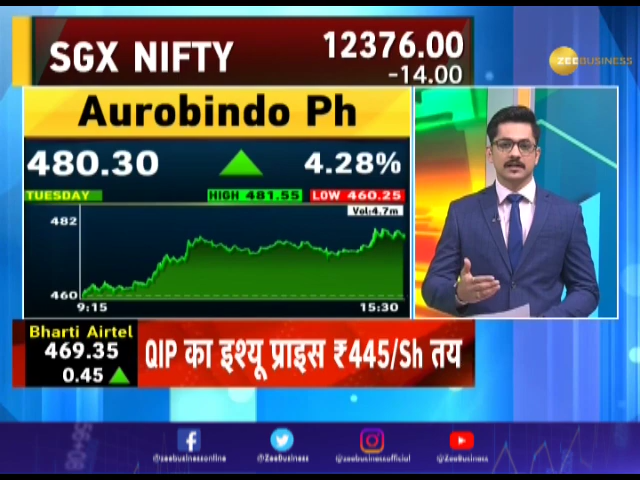 SGX NIFTY
12376.00
-14.00
ZEEBUSINESS
Aurobindo Ph
480.30
4.28%
TUESDAY
HIGH 481.55
LOW 460.25
Vol:4.7m
482
460
9:15
15:30
Bharti Airtel
469.35
0.45
QIP का इश्यू प्राइस ₹445/Sh तय
@zeebusinessonline
@ZeeBusiness
@zeebusinessofficial
@ZeeBusiness